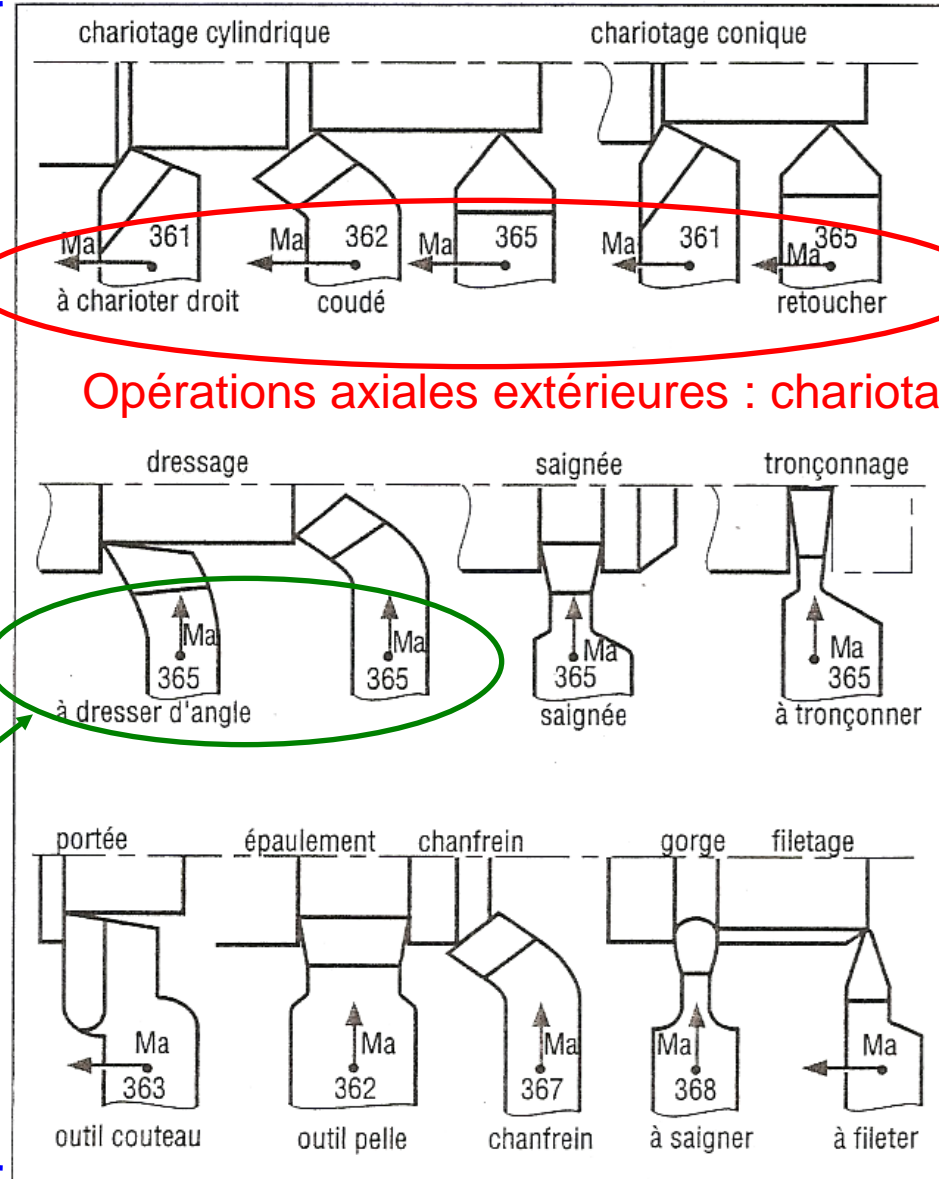 chariotage cylindrique chariotage conique
Ma 361 Ma 362 Ma 365 Ma 361 Ma 365
à charioter droit coudé retoucher
Opérations axiales extérieures : chariota
dressage saignée tronçonnage
Ma Ma Ma Ma
365 365 365 365
à dresser d'angle saignée à tronçonner
portée épaulement chanfrein gorge filetage
Ma Ma Ma Ma Ma
363 362 367 368
outil couteau outil pelle chanfrein à saigner à fileter